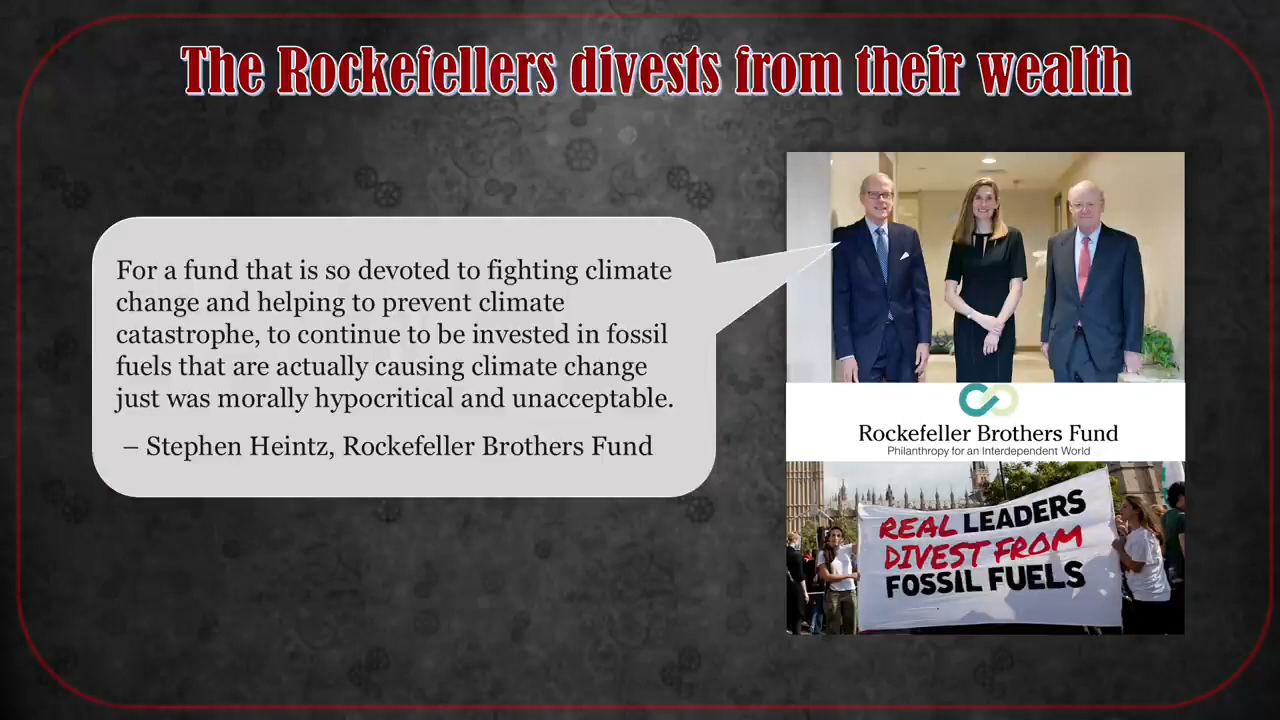 The Rockefellers divests from their wealth
For a fund that is so devoted to fighting climate
change and helping to prevent climate
catastrophe, to continue to be invested in fossil
fuels that are actually causing climate change
just was morally hypocritical and unacceptable.
– Stephen Heintz, Rockefeller Brothers Fund
Rockefeller Brothers Fund
Philanthropy for an Interdependent World
REAL LEADERS
DIVEST FROM
FOSSIL FUELS